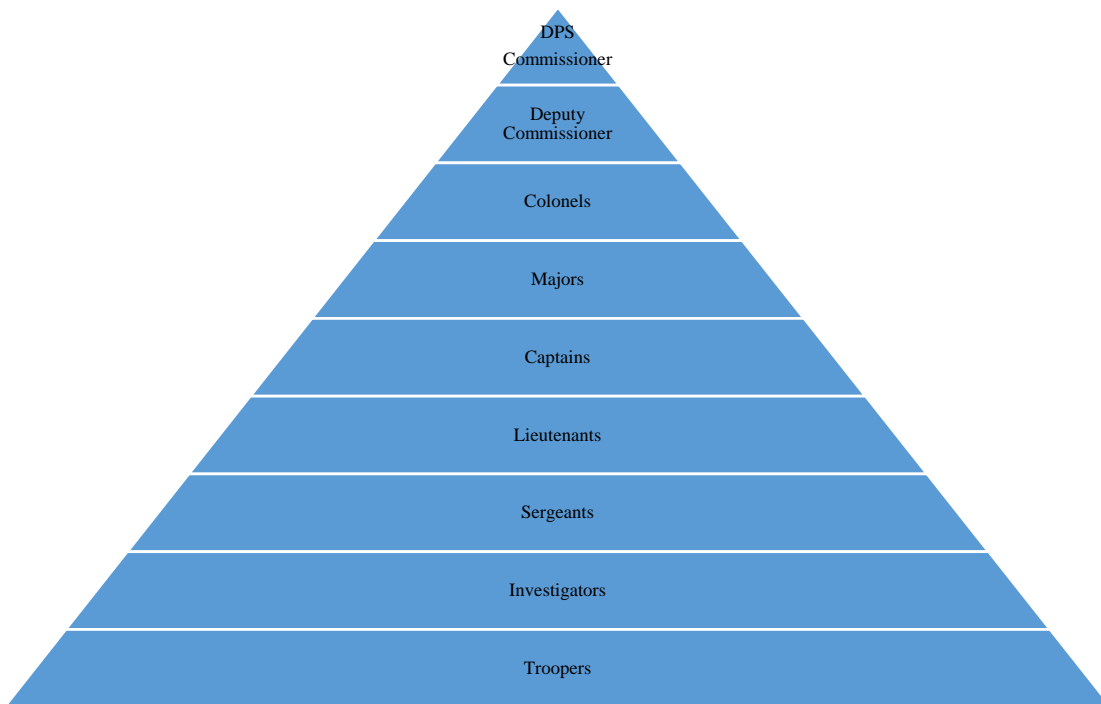 DPS
Commissioner
Deputy
Commissioner
Colonels
Majors
Captains
Lieutenants
Sergeants
Investigators
Troopers